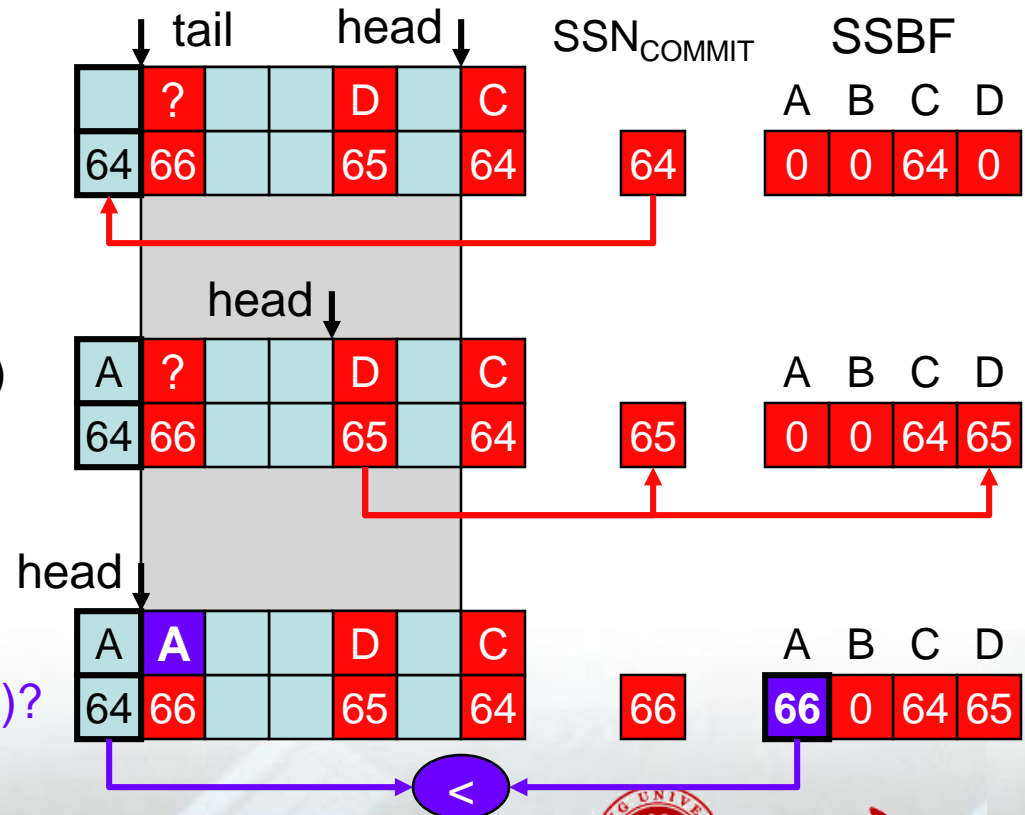 tail head SSN_COMMIT SSBF
? D C A B C D
64 66 65 64 64 0 0 64 0
head
) A ? D C A B C D
64 66 65 64 65 0 0 64 65
head
A A D C A B C D
)? 64 66 65 64 66 66 0 64 65
<